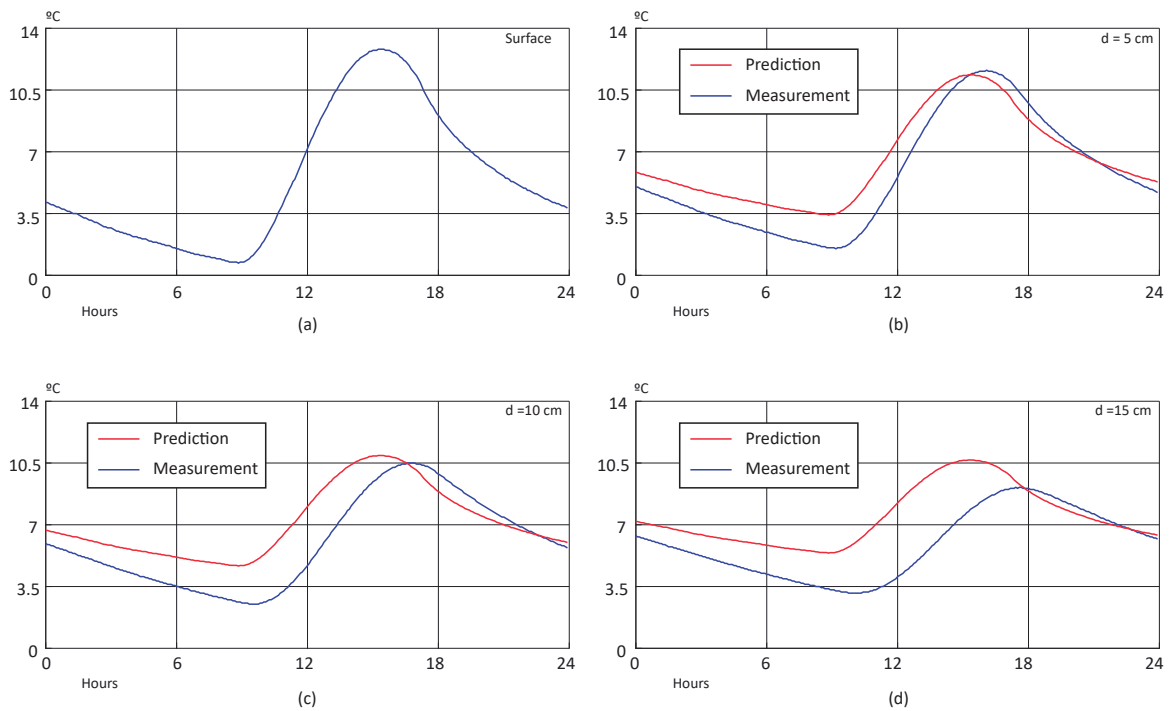 ºC
14
10.5
7
3.5
0
Surface
0 6 12 18 24
Hours
(a)
ºC
14
10.5
7
3.5
0
d = 5 cm
Prediction
Measurement
0 6 12 18 24
Hours
(b)
ºC
14
10.5
7
3.5
0
d =10 cm
Prediction
Measurement
0 6 12 18 24
Hours
(c)
ºC
14
10.5
7
3.5
0
d =15 cm
Prediction
Measurement
0 6 12 18 24
Hours
(d)